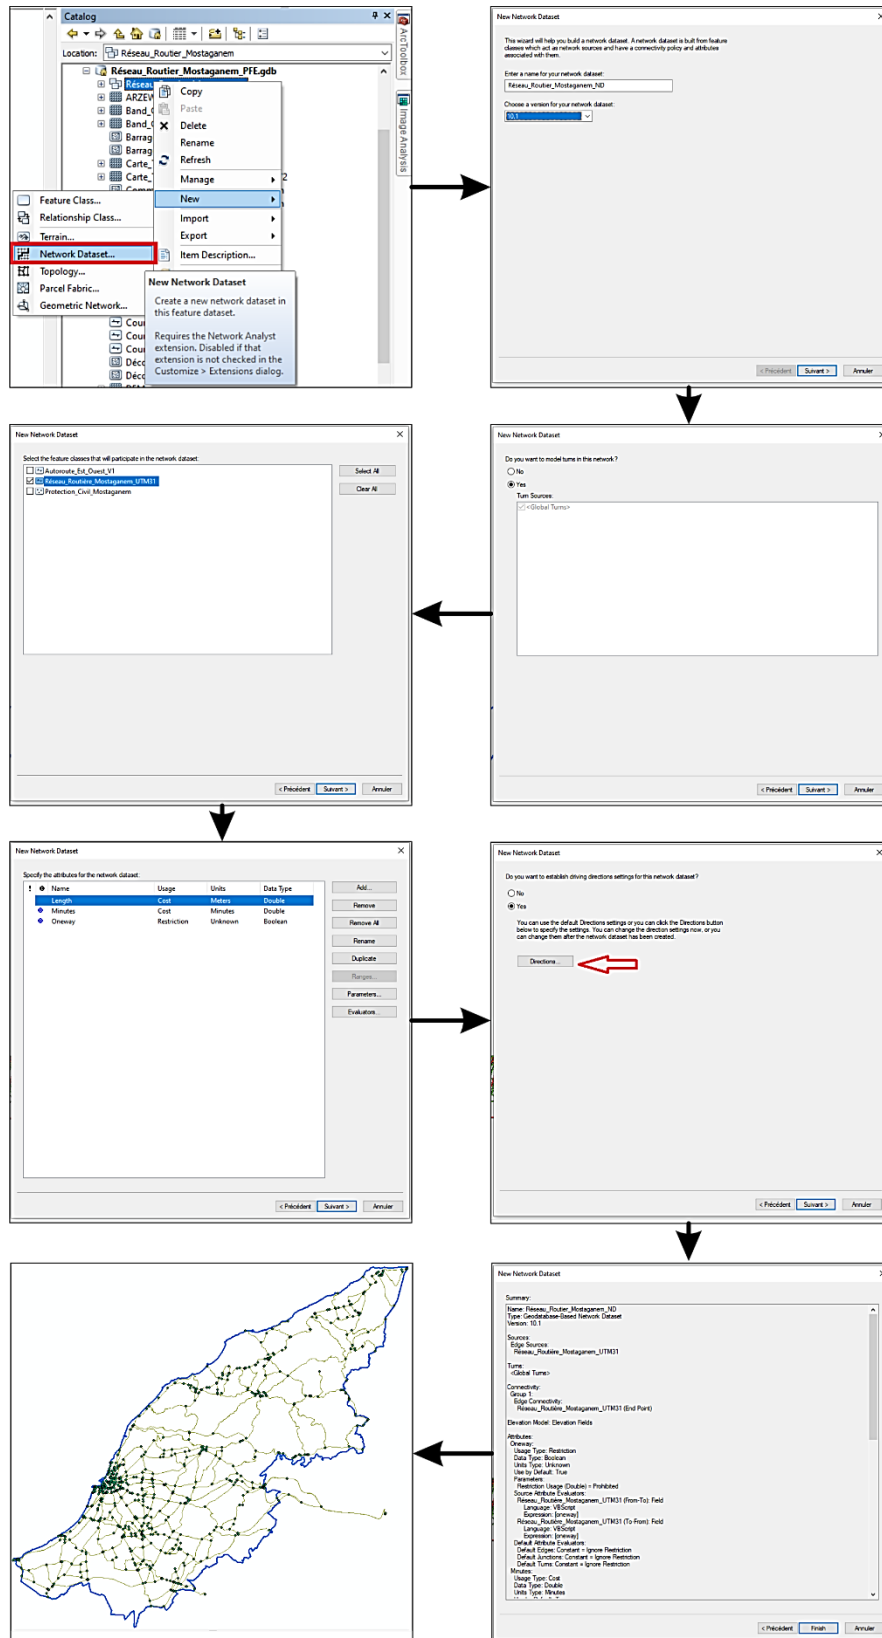 Catalog
Location: Réseau_Routier_Mostaganem
Réseau_Routier_Mostaganem_PFE.gdb
Résea
ARZEW
Band_
Band_
Barrag
Barrag
Carte_
Carte_
2
Comm
Cour
Cour
Cour
Déco
Déco
ArcToolbox
Image Analysis
Copy
Paste
Delete
Rename
Refresh
Manage
New
Import
Export
Item Description...
Feature Class...
Relationship Class...
Terrain...
Network Dataset...
Topology...
Parcel Fabric...
Geometric Network...
New Network Dataset
Create a new network dataset in
this feature dataset.
Requires the Network Analyst
extension. Disabled if that
extension is not checked in the
Customize > Extensions dialog.
New Network Dataset
This wizard will help you build a network dataset. A network dataset is built from feature
classes which act as network sources and have a connectivity policy and attributes
associated with them.
Enter a name for your network dataset:
Réseau_Routier_Mostaganem_ND
Choose a version for your network dataset:
10.1
< Précédent Suivant > Annuler
New Network Dataset
Select the feature classes that will participate in the network dataset:
Autoroute_Est_Ouest_V1
Réseau_Routière_Mostaganem_UTM31
Protection_Civil_Mostaganem
Select All
Clear All
< Précédent Suivant > Annuler
New Network Dataset
Do you want to model turns in this network?
No
Yes
Turn Sources:
<Global Turns>
< Précédent Suivant > Annuler
New Network Dataset
Specify the attributes for the network dataset:
! Name Usage Units Data Type
Length Cost Meters Double
Minutes Cost Minutes Double
Oneway Restriction Unknown Boolean
Add...
Remove
Remove All
Rename
Duplicate
Ranges...
Parameters...
Evaluators...
< Précédent Suivant > Annuler
New Network Dataset
Do you want to establish driving directions settings for this network dataset?
No
Yes
You can use the default Directions settings or you can click the Directions button
below to specify the settings. You can change the direction settings now, or you
can change them after the network dataset has been created.
Directions...
< Précédent Suivant > Annuler
New Network Dataset
Summary:
Name: Réseau_Routier_Mostaganem_ND
Type: Geodatabase-Based Network Dataset
Version: 10.1
Sources:
Edge Sources:
Réseau_Routière_Mostaganem_UTM31
Turns:
<Global Turns>
Connectivity:
Group 1:
Edge Connectivity:
Réseau_Routière_Mostaganem_UTM31 (End Point)
Elevation Model: Elevation Fields
Attributes:
Oneway:
Usage Type: Restriction
Data Type: Boolean
Units Type: Unknown
Use by Default: True
Parameters:
Restriction Usage (Double) = Prohibited
Source Attribute Evaluators:
Réseau_Routière_Mostaganem_UTM31 (From-To): Field
Language: VBScript
Expression: [oneway]
Réseau_Routière_Mostaganem_UTM31 (To-From): Field
Language: VBScript
Expression: [oneway]
Default Attribute Evaluators:
Default Edges: Constant = Ignore Restriction
Default Junctions: Constant = Ignore Restriction
Default Turns: Constant = Ignore Restriction
Minutes:
Usage Type: Cost
Data Type: Double
Units Type: Minutes
< Précédent Finish Annuler